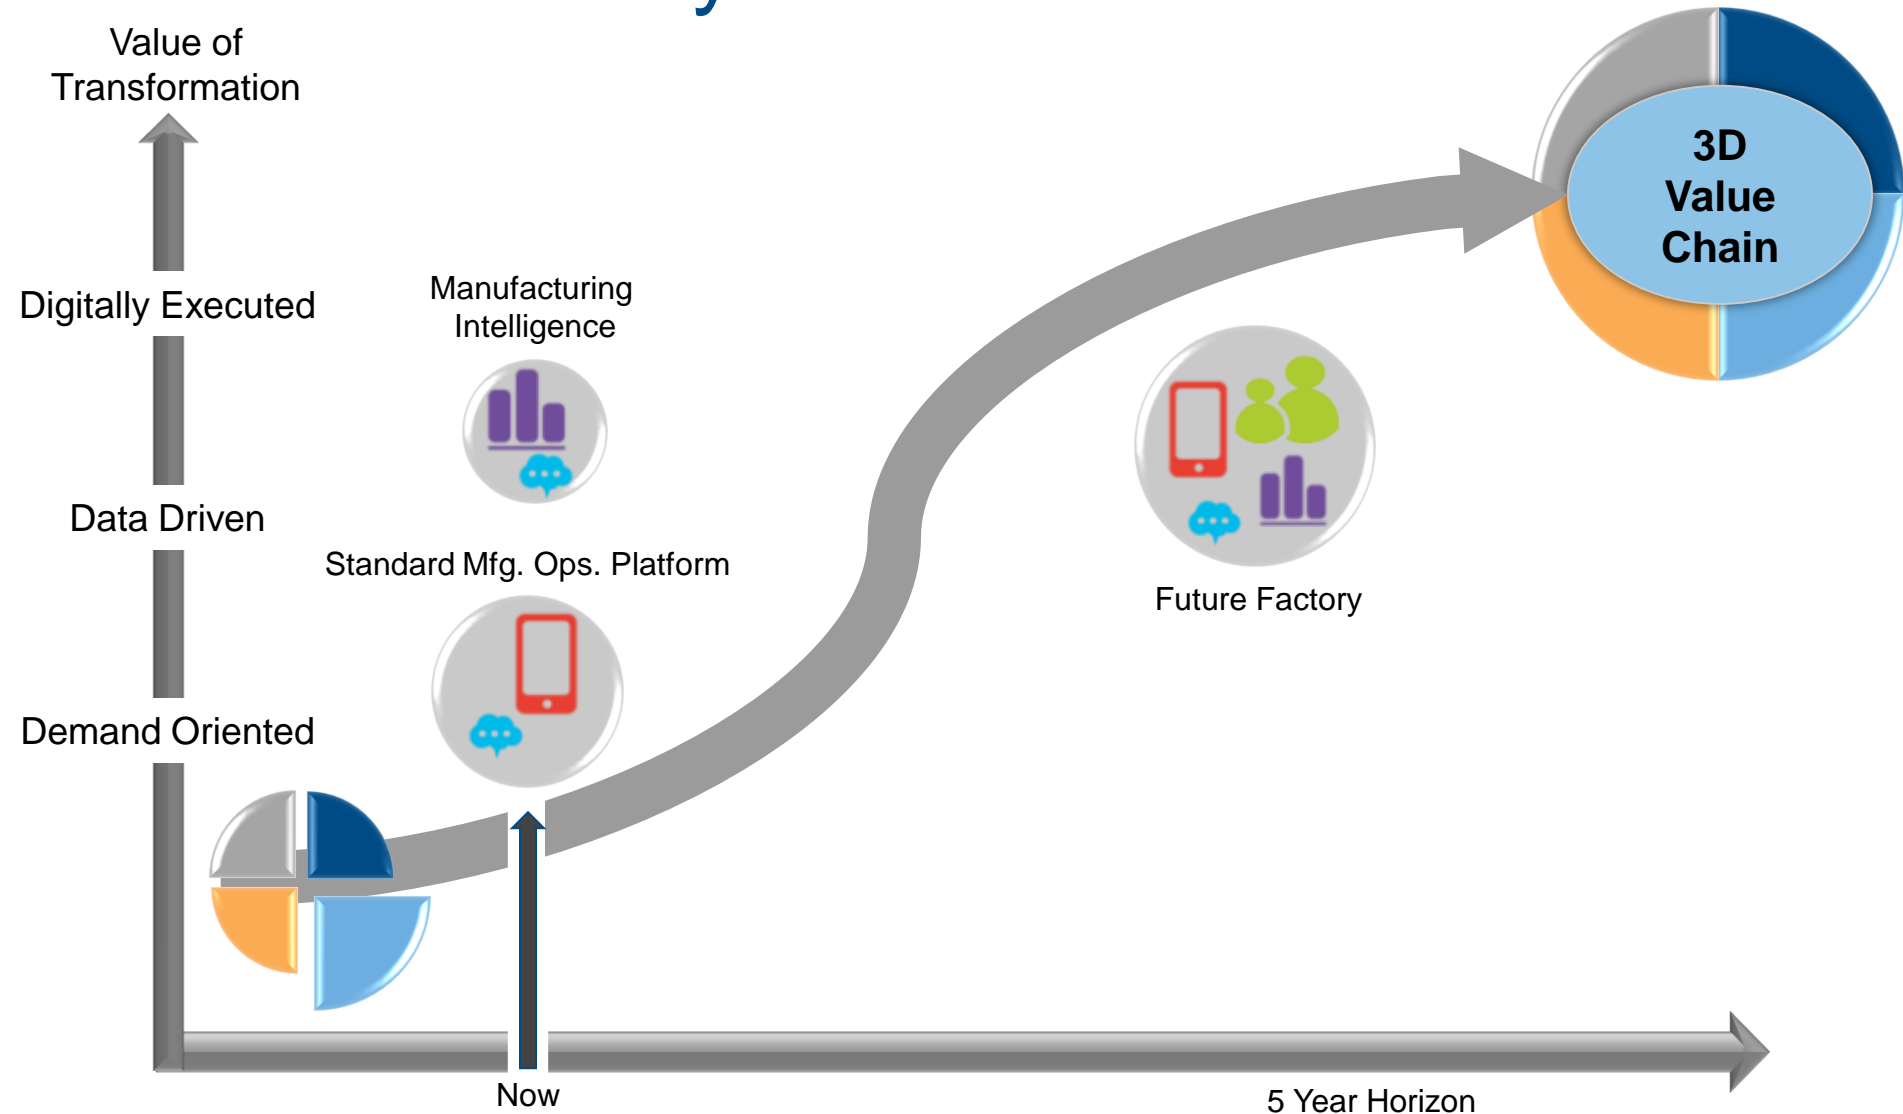 Value of
Transformation
3D
Value
Chain
Digitally Executed
Manufacturing
Intelligence
Data Driven
Standard Mfg. Ops. Platform
Future Factory
Demand Oriented
Now
5 Year Horizon